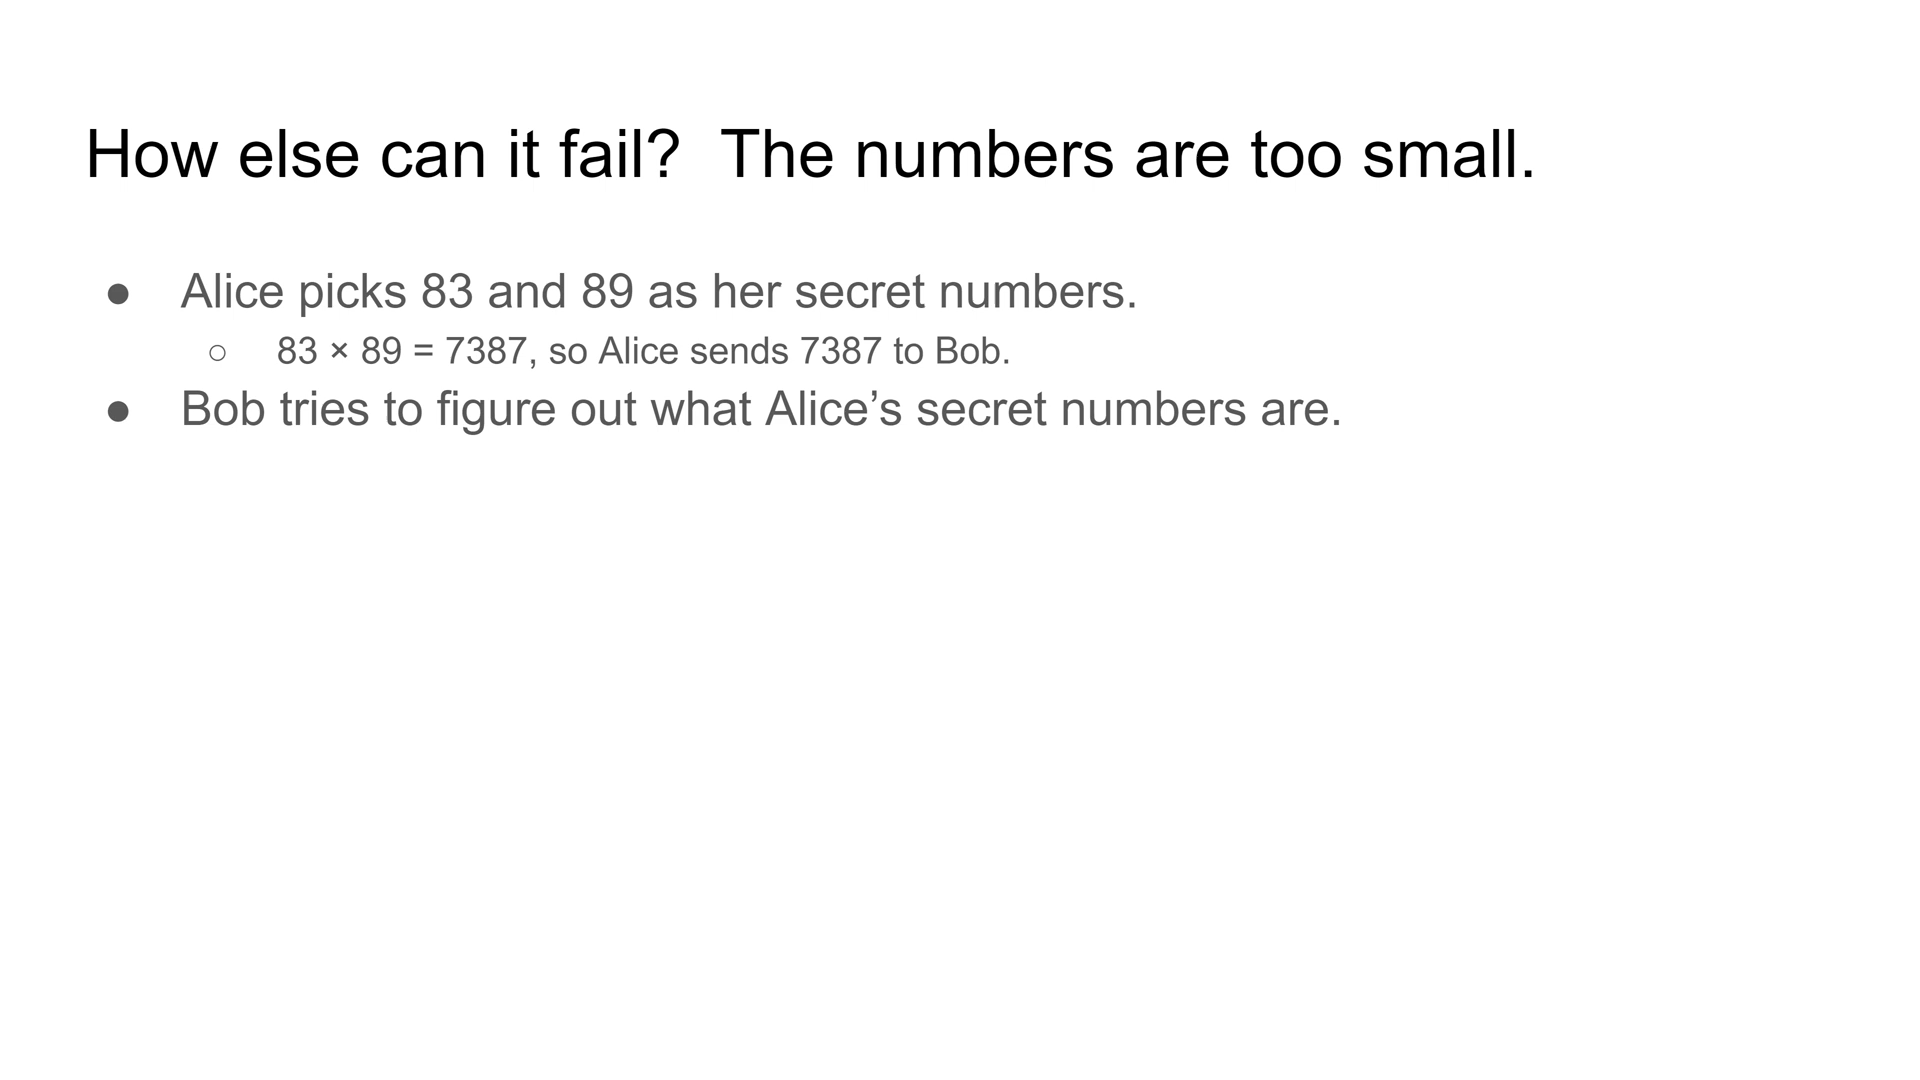 How else can it fail?  The numbers are too small.
● Alice picks 83 and 89 as her secret numbers.
○ 83 × 89 = 7387, so Alice sends 7387 to Bob.
● Bob tries to figure out what Alice’s secret numbers are.